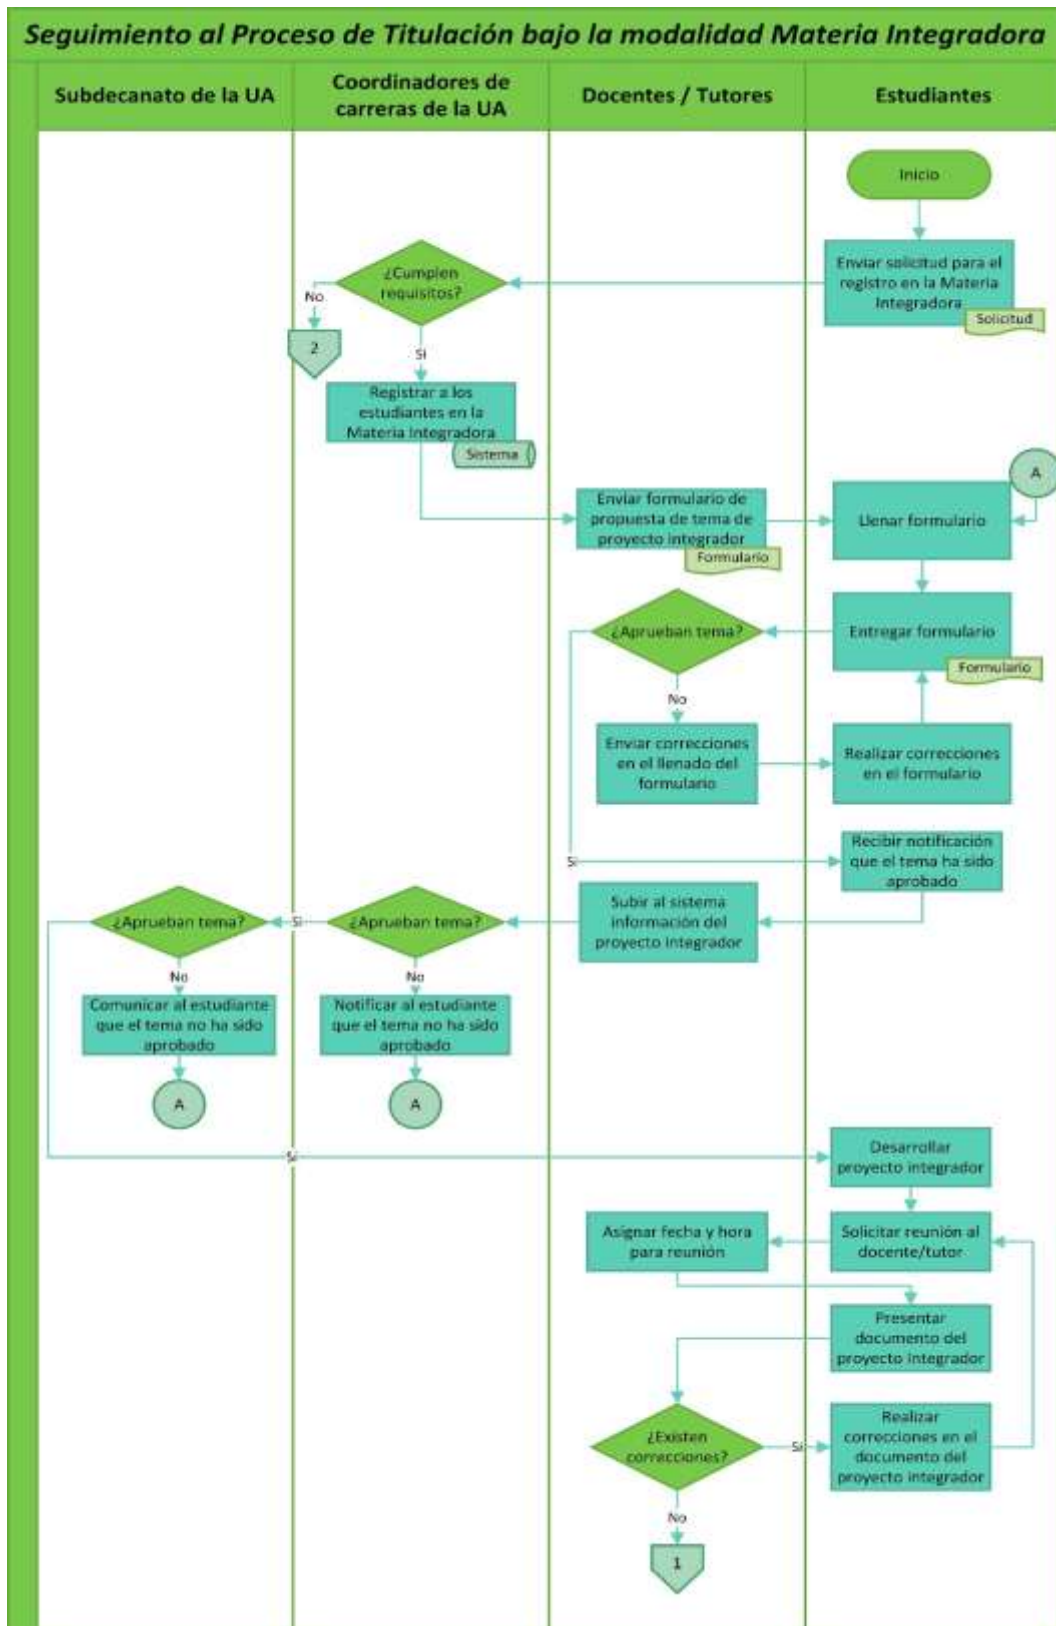 Seguimiento al Proceso de Titulación bajo la modalidad Materia Integradora
Subdecanato de la UA
Coordinadores de
carreras de la UA
Docentes / Tutores
Estudiantes
Inicio
Enviar solicitud para el
registro en la Materia
Integradora
Solicitud
¿Cumplen
requisitos?
No
2
Si
Registrar a los
estudiantes en la
Materia Integradora
Sistema
A
Enviar formulario de
propuesta de tema de
proyecto integrador
Formulario
Llenar formulario
¿Aprueban tema?
Entregar formulario
Formulario
No
Enviar correcciones
en el llenado del
formulario
Realizar correcciones
en el formulario
Si
Recibir notificación
que el tema ha sido
aprobado
Subir al sistema
información del
proyecto integrador
¿Aprueban tema?
Si
¿Aprueban tema?
No
No
Comunicar al estudiante
que el tema no ha sido
aprobado
Notificar al estudiante
que el tema no ha sido
aprobado
A
A
Si
Desarrollar
proyecto integrador
Asignar fecha y hora
para reunión
Solicitar reunión al
docente/tutor
Presentar
documento del
proyecto integrador
¿Existen
correcciones?
Si
Realizar
correcciones en el
documento del
proyecto integrador
No
1